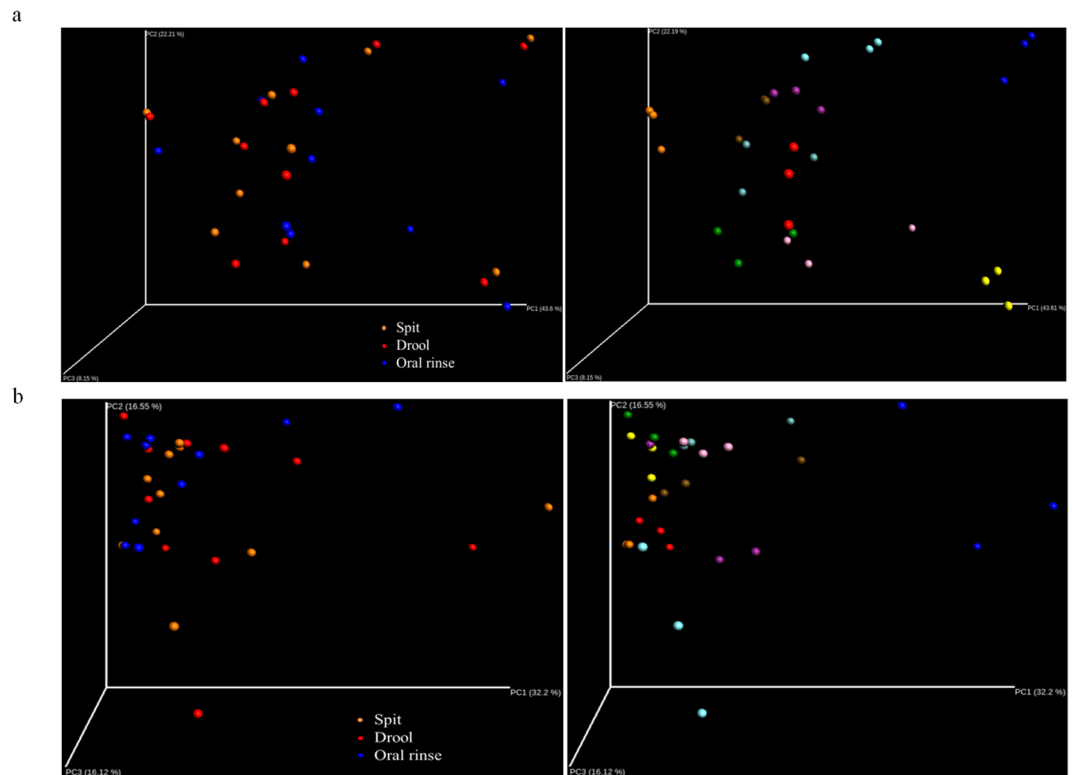 a
PC2 (22.21 %)
PC1 (43.6 %)
Spit
Drool
Oral rinse
PC3 (8.15 %)
PC2 (22.19 %)
PC1 (43.61 %)
PC3 (8.15 %)
b
PC2 (16.55 %)
PC1 (32.2 %)
Spit
Drool
Oral rinse
PC3 (16.12 %)
PC2 (16.55 %)
PC1 (32.2 %)
PC3 (16.12 %)